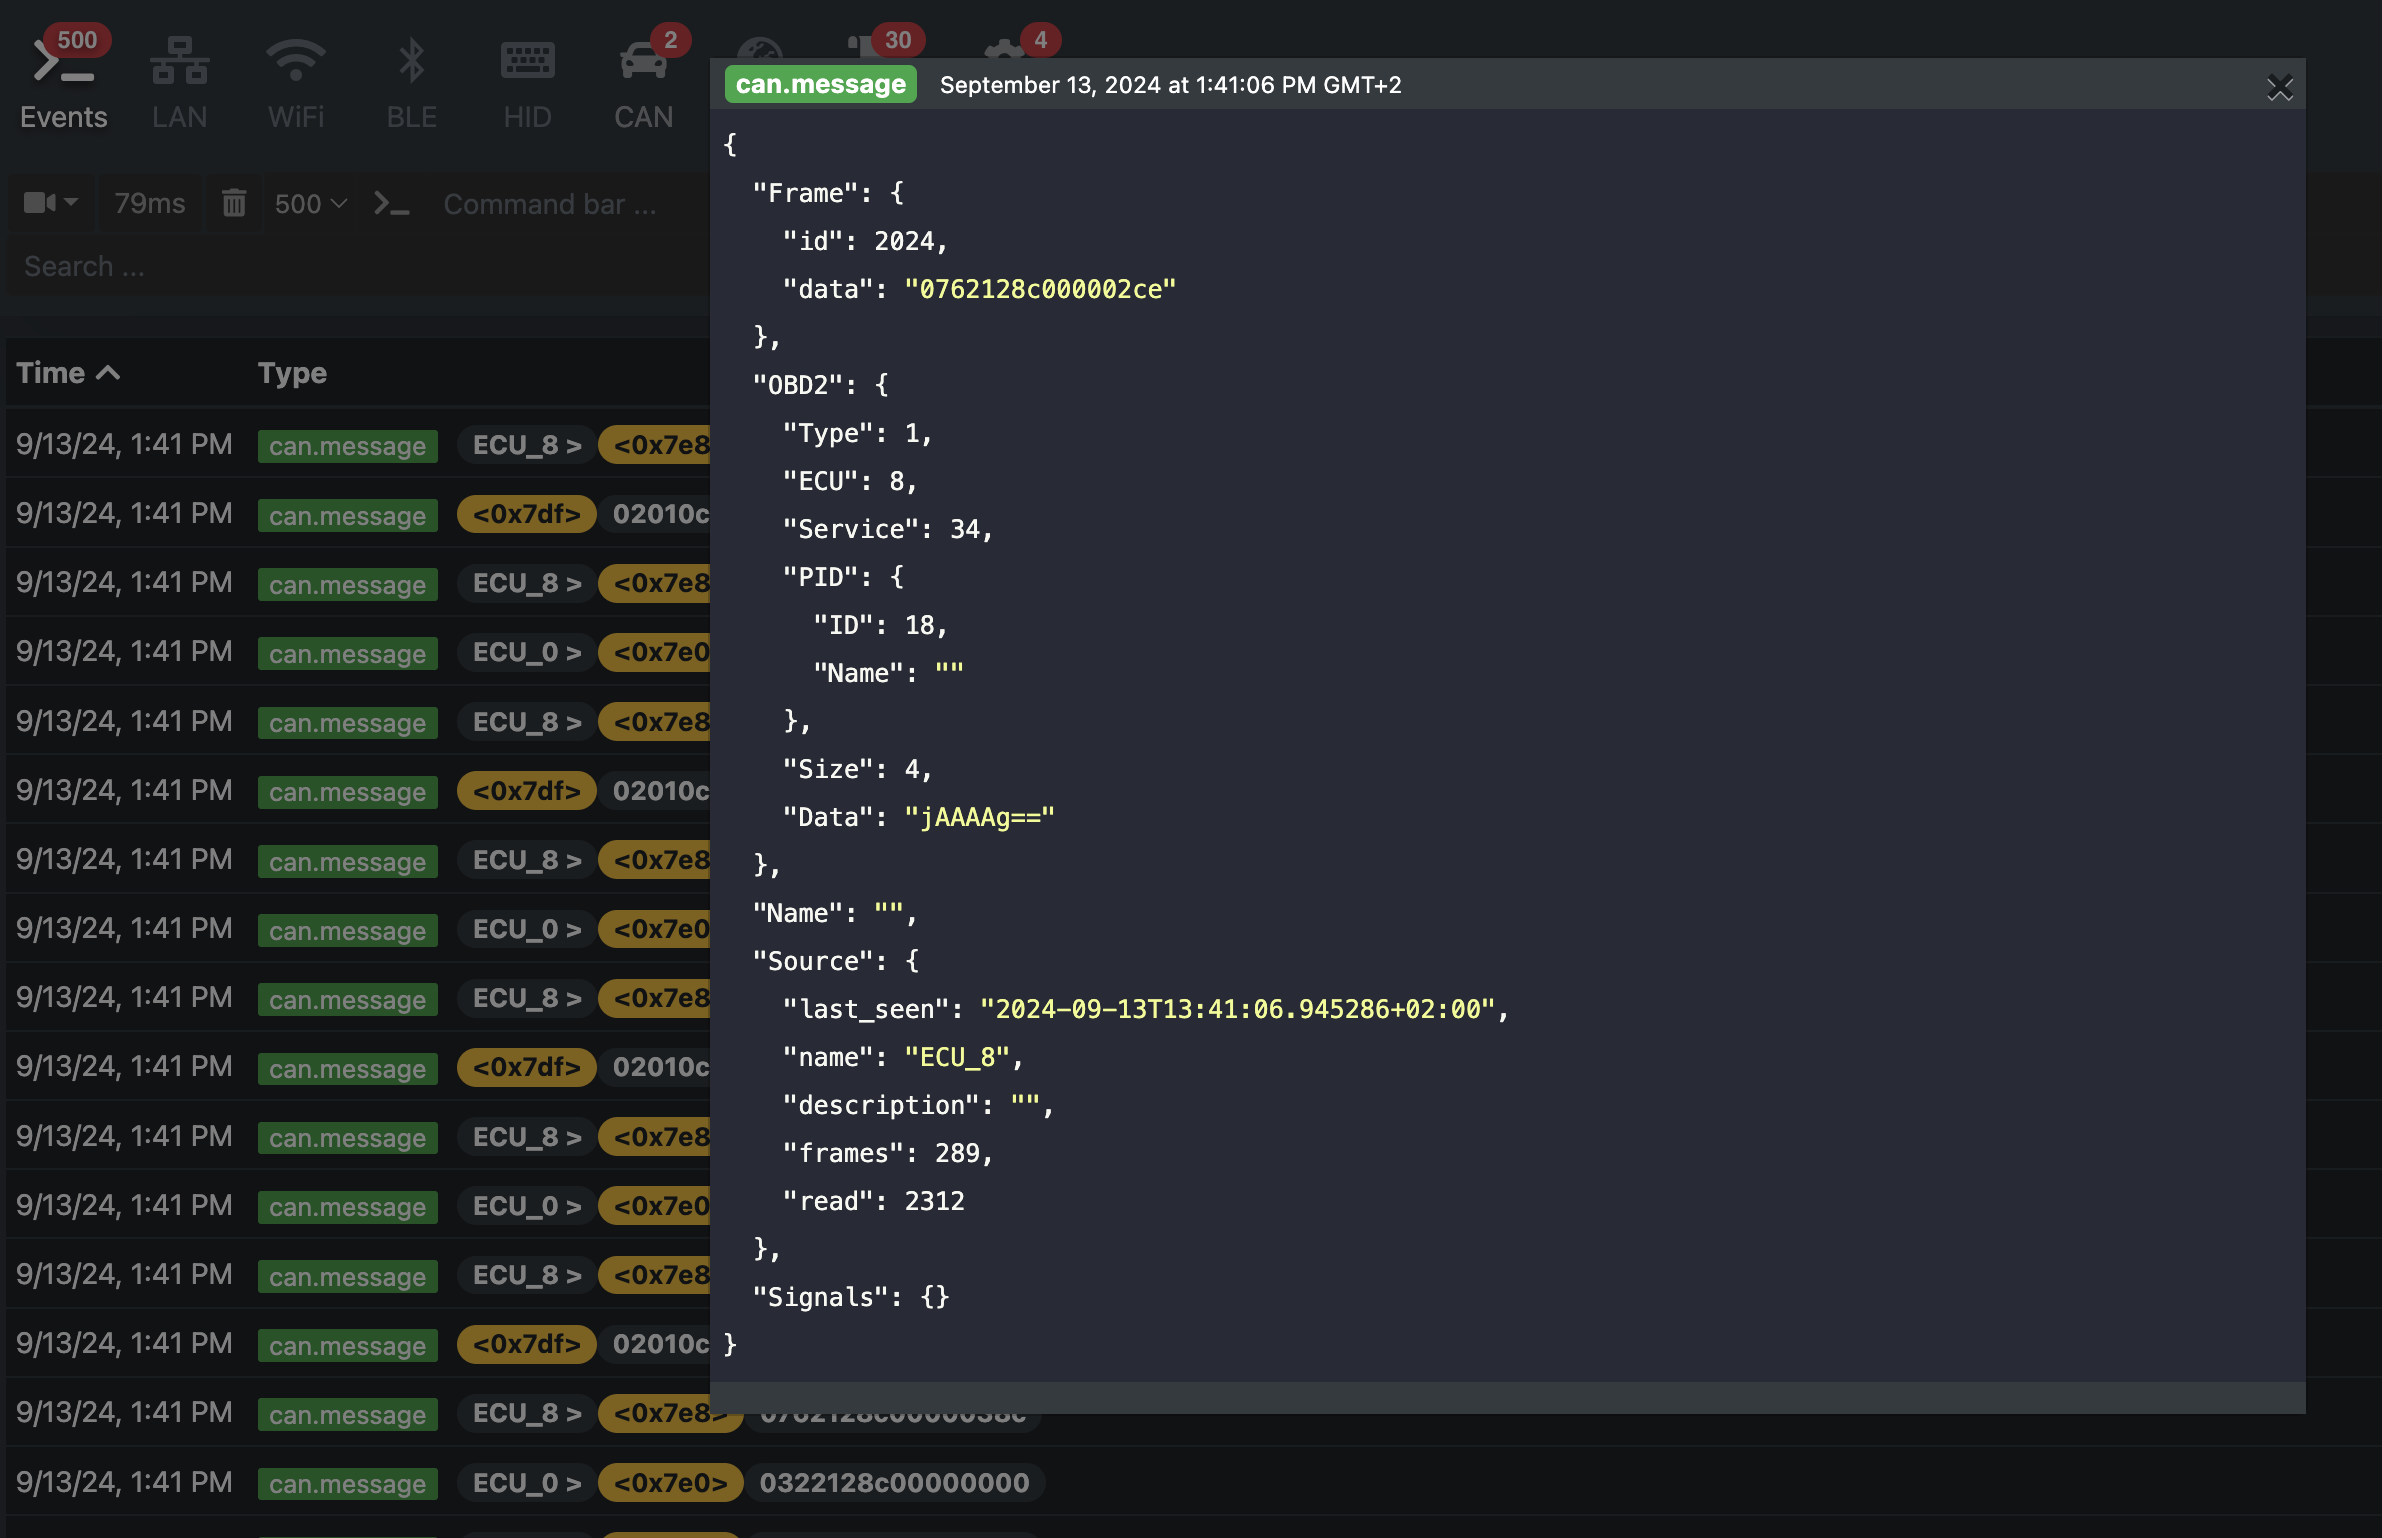 500
2
30
4
Events
LAN
WiFi
BLE
HID
CAN
79ms
500
Command bar ...
Search ...
Time
Type
9/13/24, 1:41 PM can.message ECU_8 > <0x7e8
9/13/24, 1:41 PM can.message <0x7df> 02010c
9/13/24, 1:41 PM can.message ECU_8 > <0x7e8
9/13/24, 1:41 PM can.message ECU_0 > <0x7e0
9/13/24, 1:41 PM can.message ECU_8 > <0x7e8
9/13/24, 1:41 PM can.message <0x7df> 02010c
9/13/24, 1:41 PM can.message ECU_8 > <0x7e8
9/13/24, 1:41 PM can.message ECU_0 > <0x7e0
9/13/24, 1:41 PM can.message ECU_8 > <0x7e8
9/13/24, 1:41 PM can.message <0x7df> 02010c
9/13/24, 1:41 PM can.message ECU_8 > <0x7e8
9/13/24, 1:41 PM can.message ECU_0 > <0x7e0
9/13/24, 1:41 PM can.message ECU_8 > <0x7e8
9/13/24, 1:41 PM can.message <0x7df> 02010c
9/13/24, 1:41 PM can.message ECU_8 > <0x7e8> 0762128c0000038c
9/13/24, 1:41 PM can.message ECU_0 > <0x7e0> 0322128c00000000
can.message September 13, 2024 at 1:41:06 PM GMT+2
{
"Frame": {
"id": 2024,
"data": "0762128c000002ce"
},
"OBD2": {
"Type": 1,
"ECU": 8,
"Service": 34,
"PID": {
"ID": 18,
"Name": ""
},
"Size": 4,
"Data": "jAAAAg=="
},
"Name": "",
"Source": {
"last_seen": "2024-09-13T13:41:06.945286+02:00",
"name": "ECU_8",
"description": "",
"frames": 289,
"read": 2312
},
"Signals": {}
}